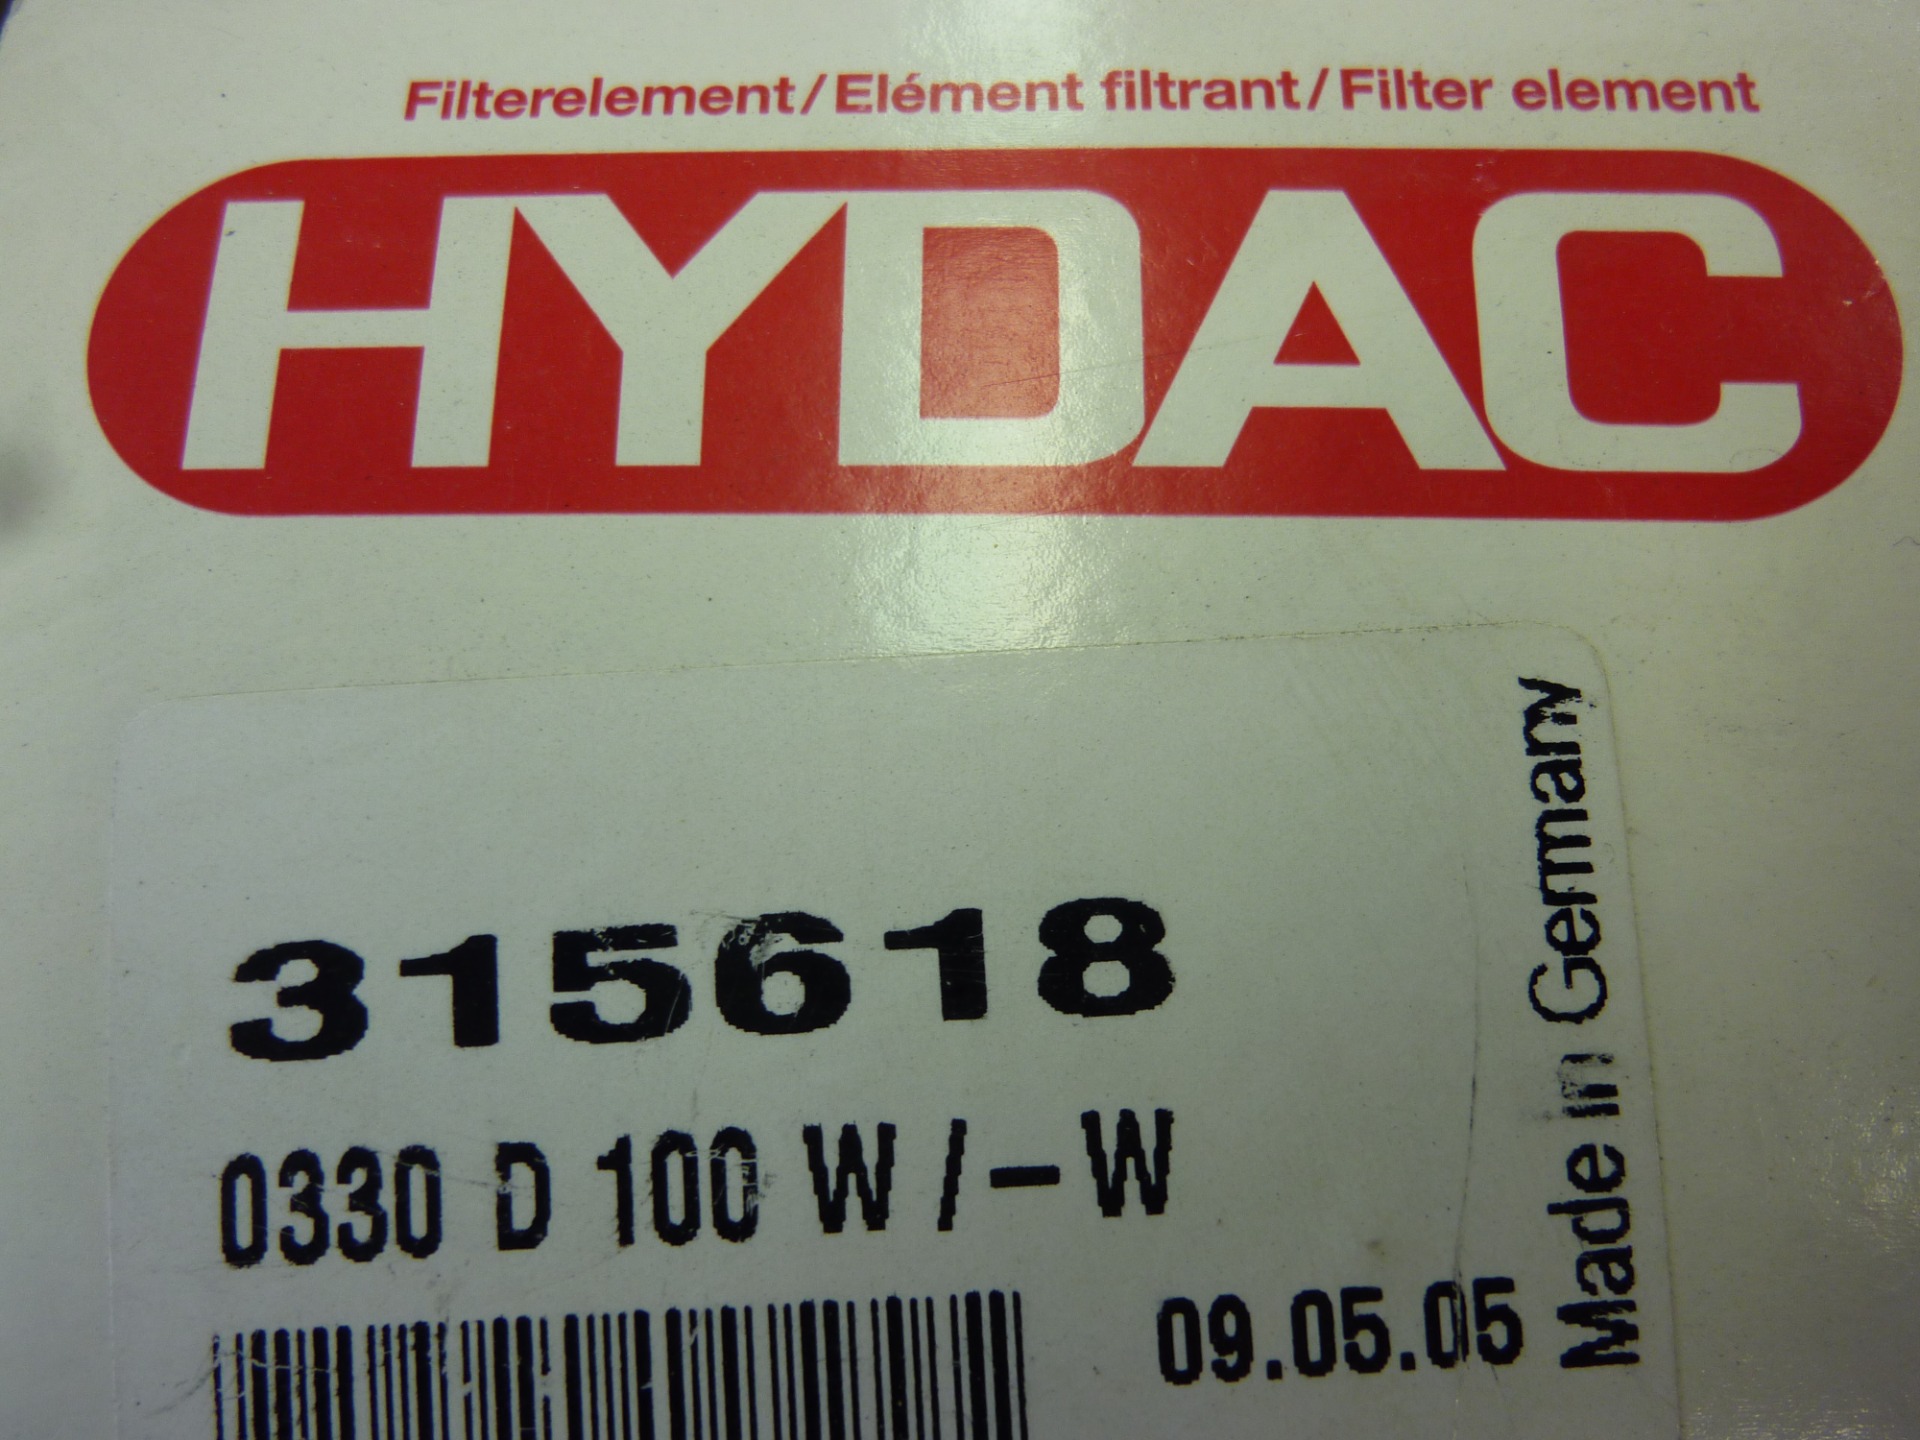 Filterelement/Elément filtrant/Filter element
HYDAC
315618
0330 D 100 W /-W
09.05.05
Made in Germany